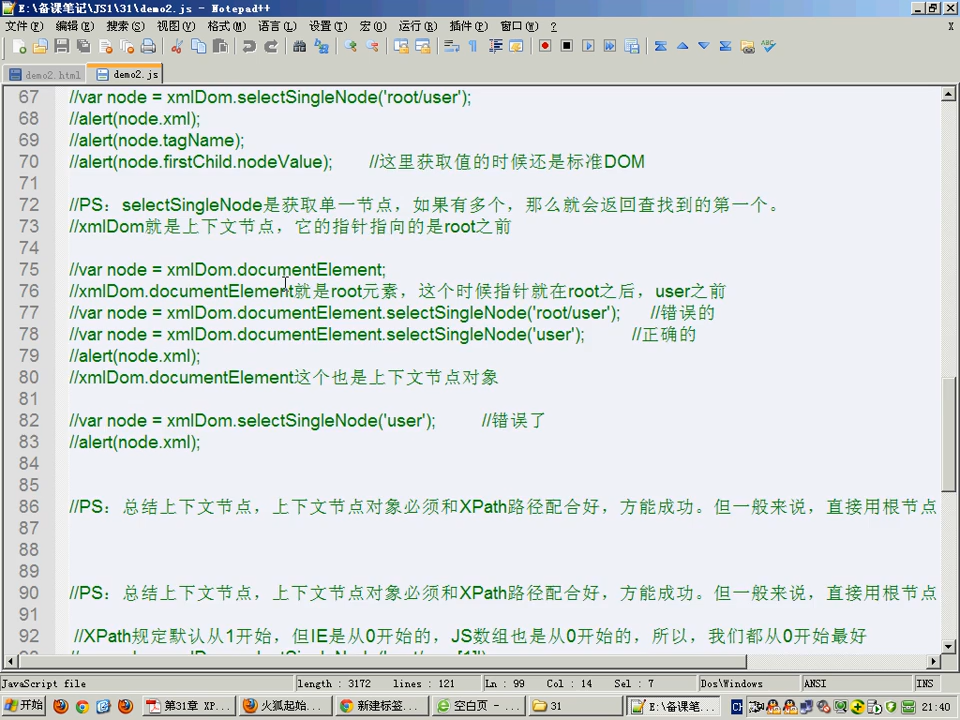 E:\备课笔记\JS1\31\demo2.js - Notepad++
文件(F) 编辑(E) 搜索(S) 视图(V) 格式(M) 语言(L) 设置(T) 宏(O) 运行(R) 插件(P) 窗口(W) ? X
demo2.html demo2.js
67 //var node = xmlDom.selectSingleNode('root/user');
68 //alert(node.xml);
69 //alert(node.tagName);
70 //alert(node.firstChild.nodeValue); //这里获取值的时候还是标准DOM
71
72 //PS：selectSingleNode是获取单一节点，如果有多个，那么就会返回查找到的第一个。
73 //xmlDom就是上下文节点，它的指针指向的是root之前
74
75 //var node = xmlDom.documentElement;
76 //xmlDom.documentElement就是root元素，这个时候指针就在root之后，user之前
77 //var node = xmlDom.documentElement.selectSingleNode('root/user'); //错误的
78 //var node = xmlDom.documentElement.selectSingleNode('user'); //正确的
79 //alert(node.xml);
80 //xmlDom.documentElement这个也是上下文节点对象
81
82 //var node = xmlDom.selectSingleNode('user'); //错误了
83 //alert(node.xml);
84
85
86 //PS：总结上下文节点，上下文节点对象必须和XPath路径配合好，方能成功。但一般来说，直接用根节点
87
88
89
90 //PS：总结上下文节点，上下文节点对象必须和XPath路径配合好，方能成功。但一般来说，直接用根节点
91
92 //XPath规定默认从1开始，但IE是从0开始的，JS数组也是从0开始的，所以，我们都从0开始最好
JavaScript file length : 3172 lines : 121 Ln : 99 Col : 14 Sel : 7 Dos\Windows ANSI INS
开始 第31章 XP... 火狐起始... 新建标签... 空白页 - ... 31 E:\备课笔... CH 21:40